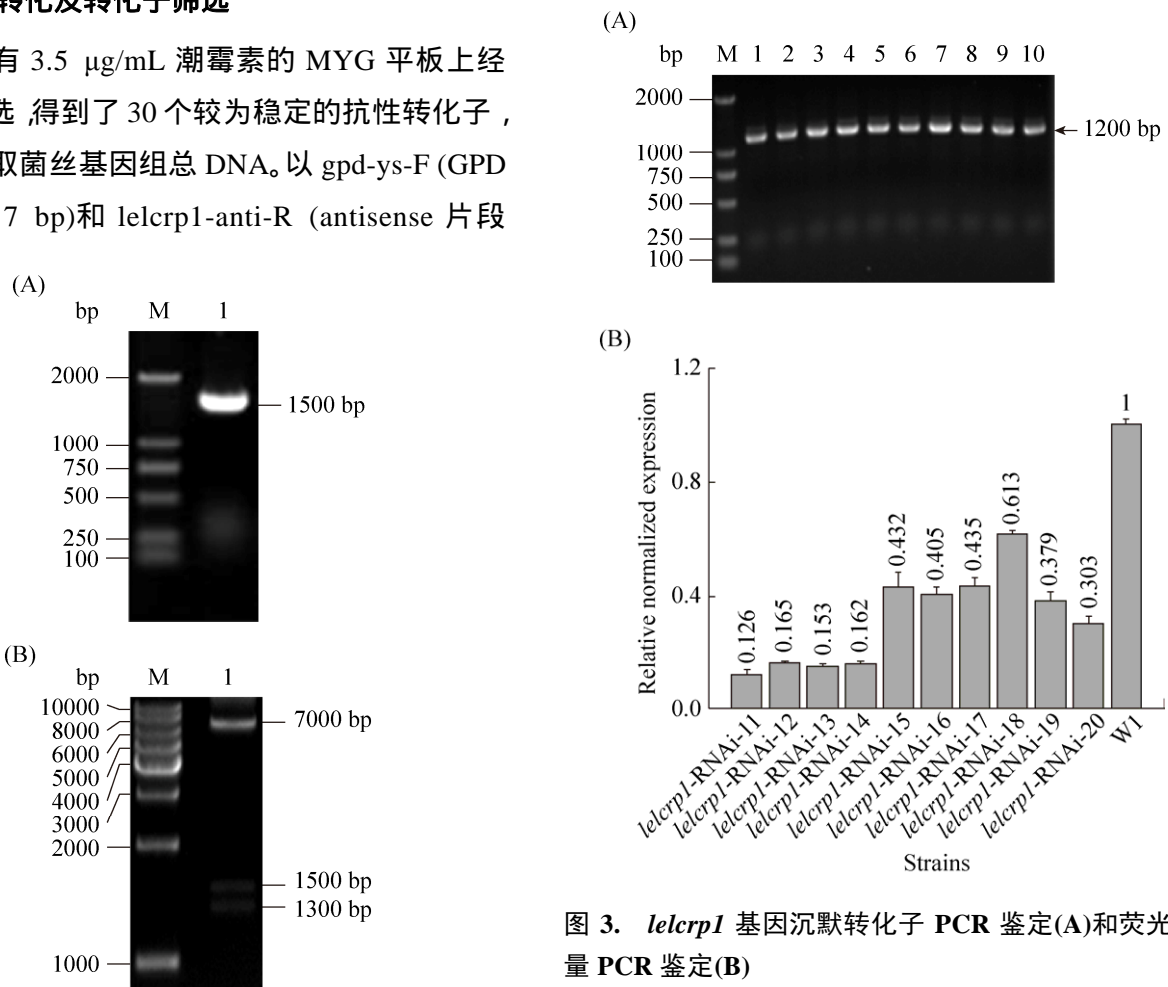 转化及转化子筛选
有 3.5 μg/mL 潮霉素的 MYG 平板上经
选,得到了 30 个较为稳定的抗性转化子,
取菌丝基因组总 DNA。以 gpd-ys-F (GPD
7 bp)和 lelcrp1-anti-R (antisense 片段
(A)
bp M 1
2000
1500 bp
1000
750
500
250
100
(B)
bp M 1
10000
8000
6000
5000
4000
3000
2000
1000
7000 bp
1500 bp
1300 bp
(A)
bp M 1 2 3 4 5 6 7 8 9 10
2000
1200 bp
1000
750
500
250
100
(B)
Relative normalized expression
1.2
0.8
0.4
0.0
0.126
0.165
0.153
0.162
0.432
0.405
0.435
0.613
0.379
0.303
1
lelcrp1-RNAi-11
lelcrp1-RNAi-12
lelcrp1-RNAi-13
lelcrp1-RNAi-14
lelcrp1-RNAi-15
lelcrp1-RNAi-16
lelcrp1-RNAi-17
lelcrp1-RNAi-18
lelcrp1-RNAi-19
lelcrp1-RNAi-20
W1
Strains
图 3. lelcrp1 基因沉默转化子 PCR 鉴定(A)和荧光
量 PCR 鉴定(B)